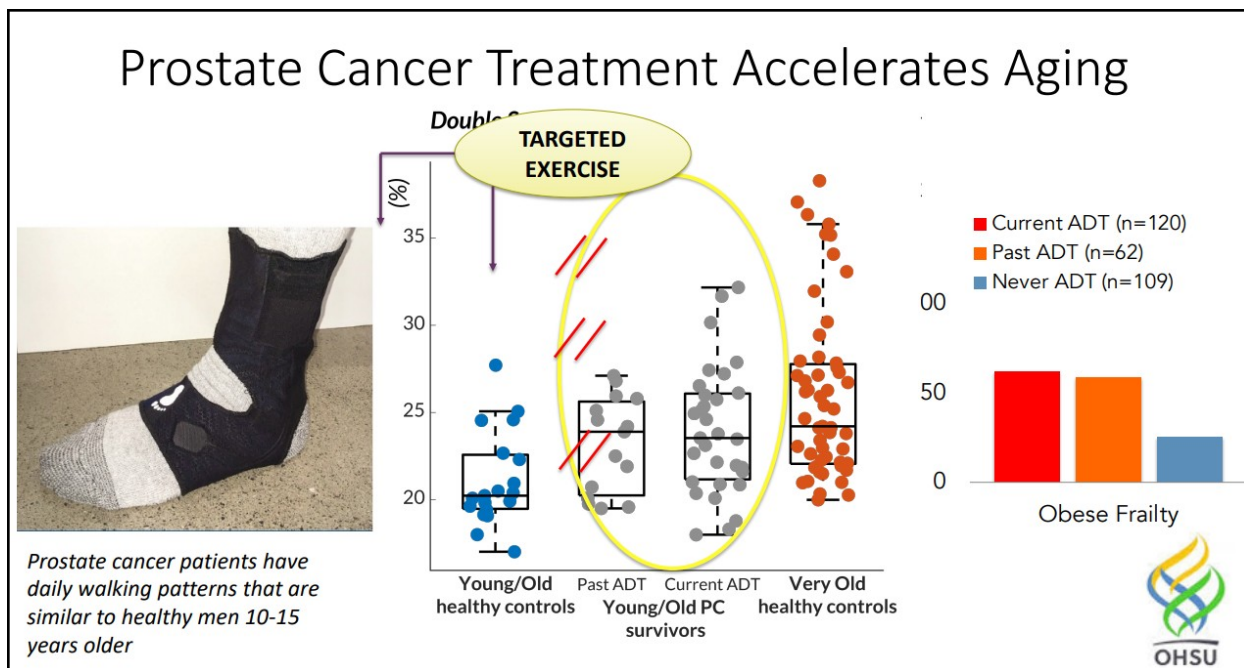 Prostate Cancer Treatment Accelerates Aging
Double
TARGETED
EXERCISE
(%)
35
30
25
20
Young/Old
healthy controls
Past ADT
Current ADT
Young/Old PC
survivors
Very Old
healthy controls
Current ADT (n=120)
Past ADT (n=62)
Never ADT (n=109)
00
50
0
Obese Frailty
Prostate cancer patients have
daily walking patterns that are
similar to healthy men 10-15
years older
OHSU